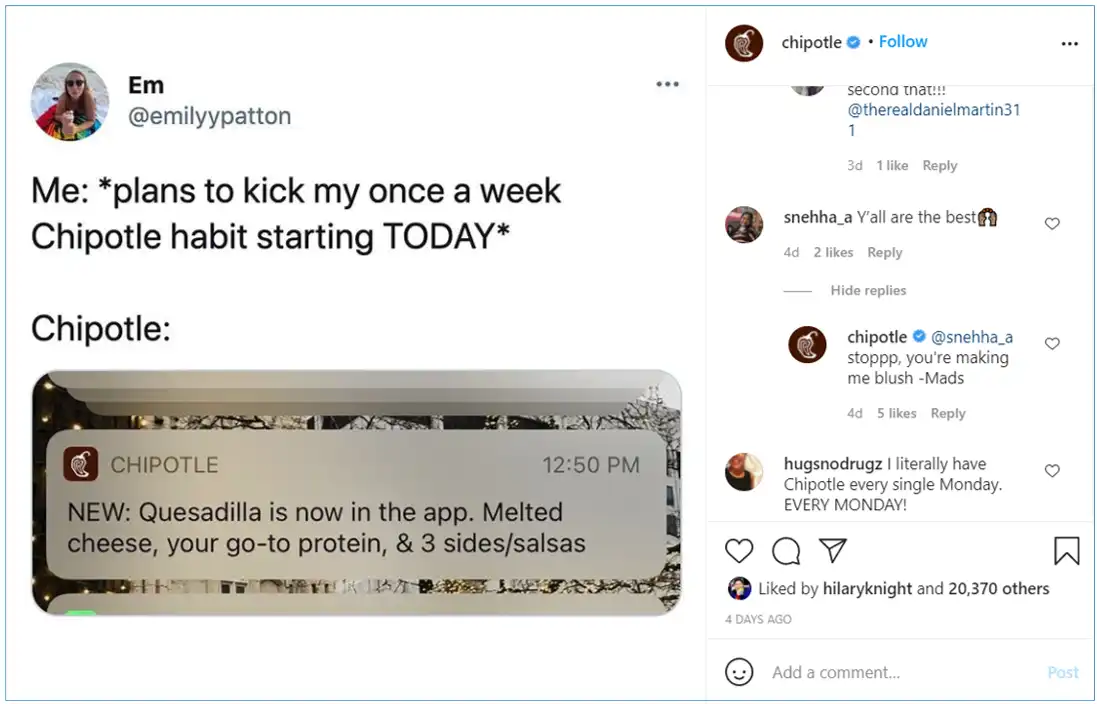 Em
@emilyypatton
Me: *plans to kick my once a week
Chipotle habit starting TODAY*
Chipotle:
CHIPOTLE 12:50 PM
NEW: Quesadilla is now in the app. Melted
cheese, your go-to protein, & 3 sides/salsas
chipotle • Follow
second that!!!
@therealdanielmartin31
1
3d 1 like Reply
snehha_a Y'all are the best
4d 2 likes Reply
Hide replies
chipotle @snehha_a
stoppp, you're making
me blush -Mads
4d 5 likes Reply
hugsnodrugz I literally have
Chipotle every single Monday.
EVERY MONDAY!
Liked by hilaryknight and 20,370 others
4 DAYS AGO
Add a comment... Post